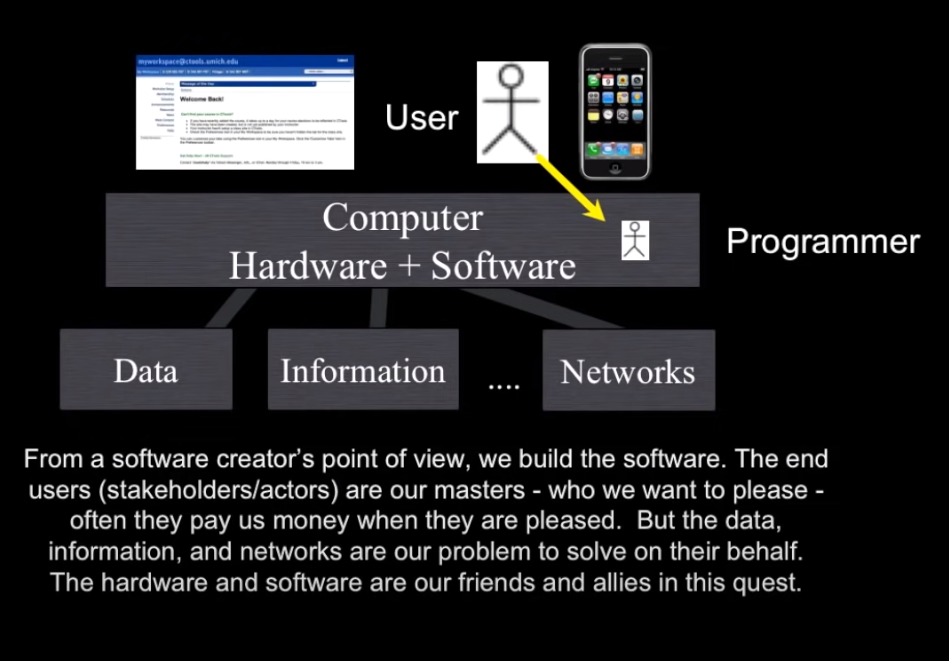 myworkspace@ctools.umich.edu
Welcome Back!
User
Computer
Hardware + Software
Programmer
Data
Information
....
Networks
From a software creator's point of view, we build the software. The end
users (stakeholders/actors) are our masters - who we want to please -
often they pay us money when they are pleased.  But the data,
information, and networks are our problem to solve on their behalf.
The hardware and software are our friends and allies in this quest.